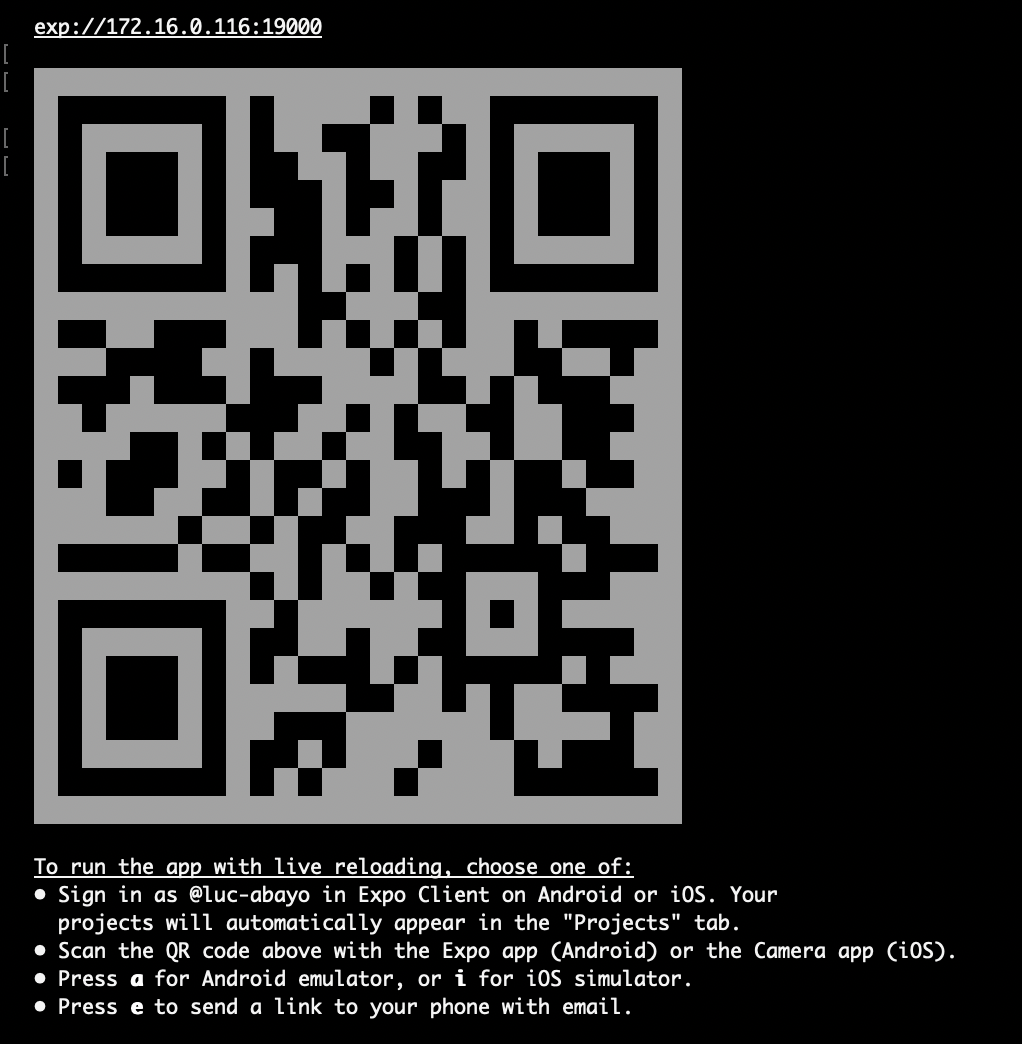 exp://172.16.0.116:19000
[
[
[
[
To run the app with live reloading, choose one of:
● Sign in as @luc-abayo in Expo Client on Android or iOS. Your
projects will automatically appear in the "Projects" tab.
● Scan the QR code above with the Expo app (Android) or the Camera app (iOS).
● Press a for Android emulator, or i for iOS simulator.
● Press e to send a link to your phone with email.